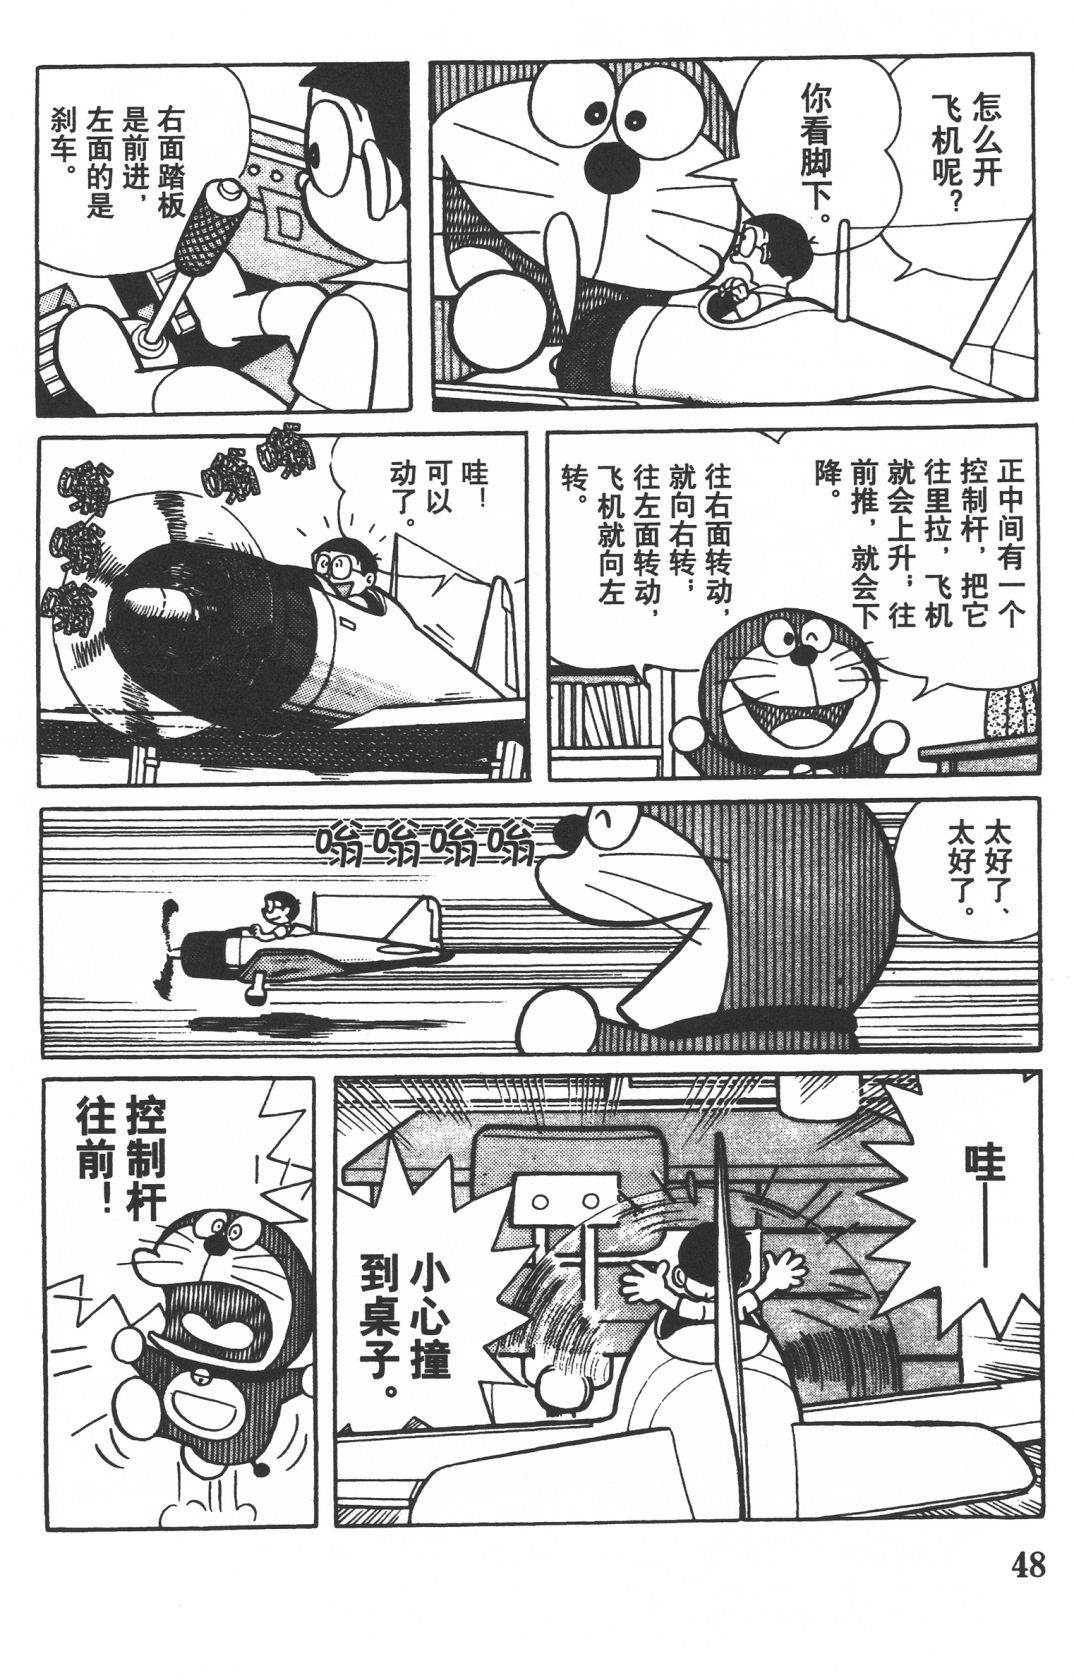 怎么开
飞机呢?
你看脚下。
右面踏板
是前进，
左面的是
刹车。
正中间有一个
控制杆，把它
往里拉，飞机
就会上升；往
前推，就会下
降。
往右面转动，
就向右转；
往左面转动，
飞机就向左
转。
哇！
可以
动了。
嗡嗡
嗡嗡嗡
太好了、
太好了。
嗡嗡嗡嗡
哇——
小心撞
到桌子。
控制杆
往前！
48